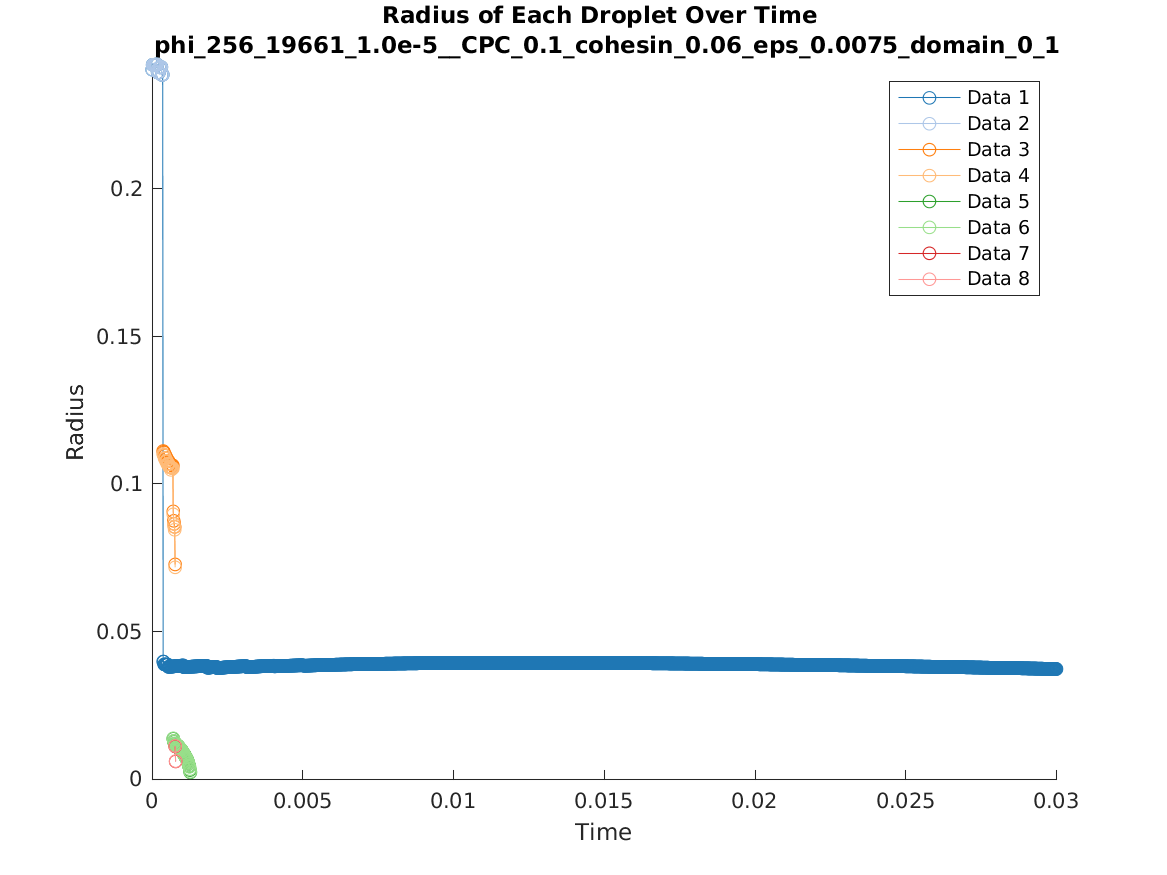 Radius of Each Droplet Over Time
phi_256_19661_1.0e-5__CPC_0.1_cohesin_0.06_eps_0.0075_domain_0_1
Data 1
Data 2
Data 3
Data 4
Data 5
Data 6
Data 7
Data 8
0.2
0.15
0.1
0.05
0
Radius
0
0.005
0.01
0.015
0.02
0.025
0.03
Time